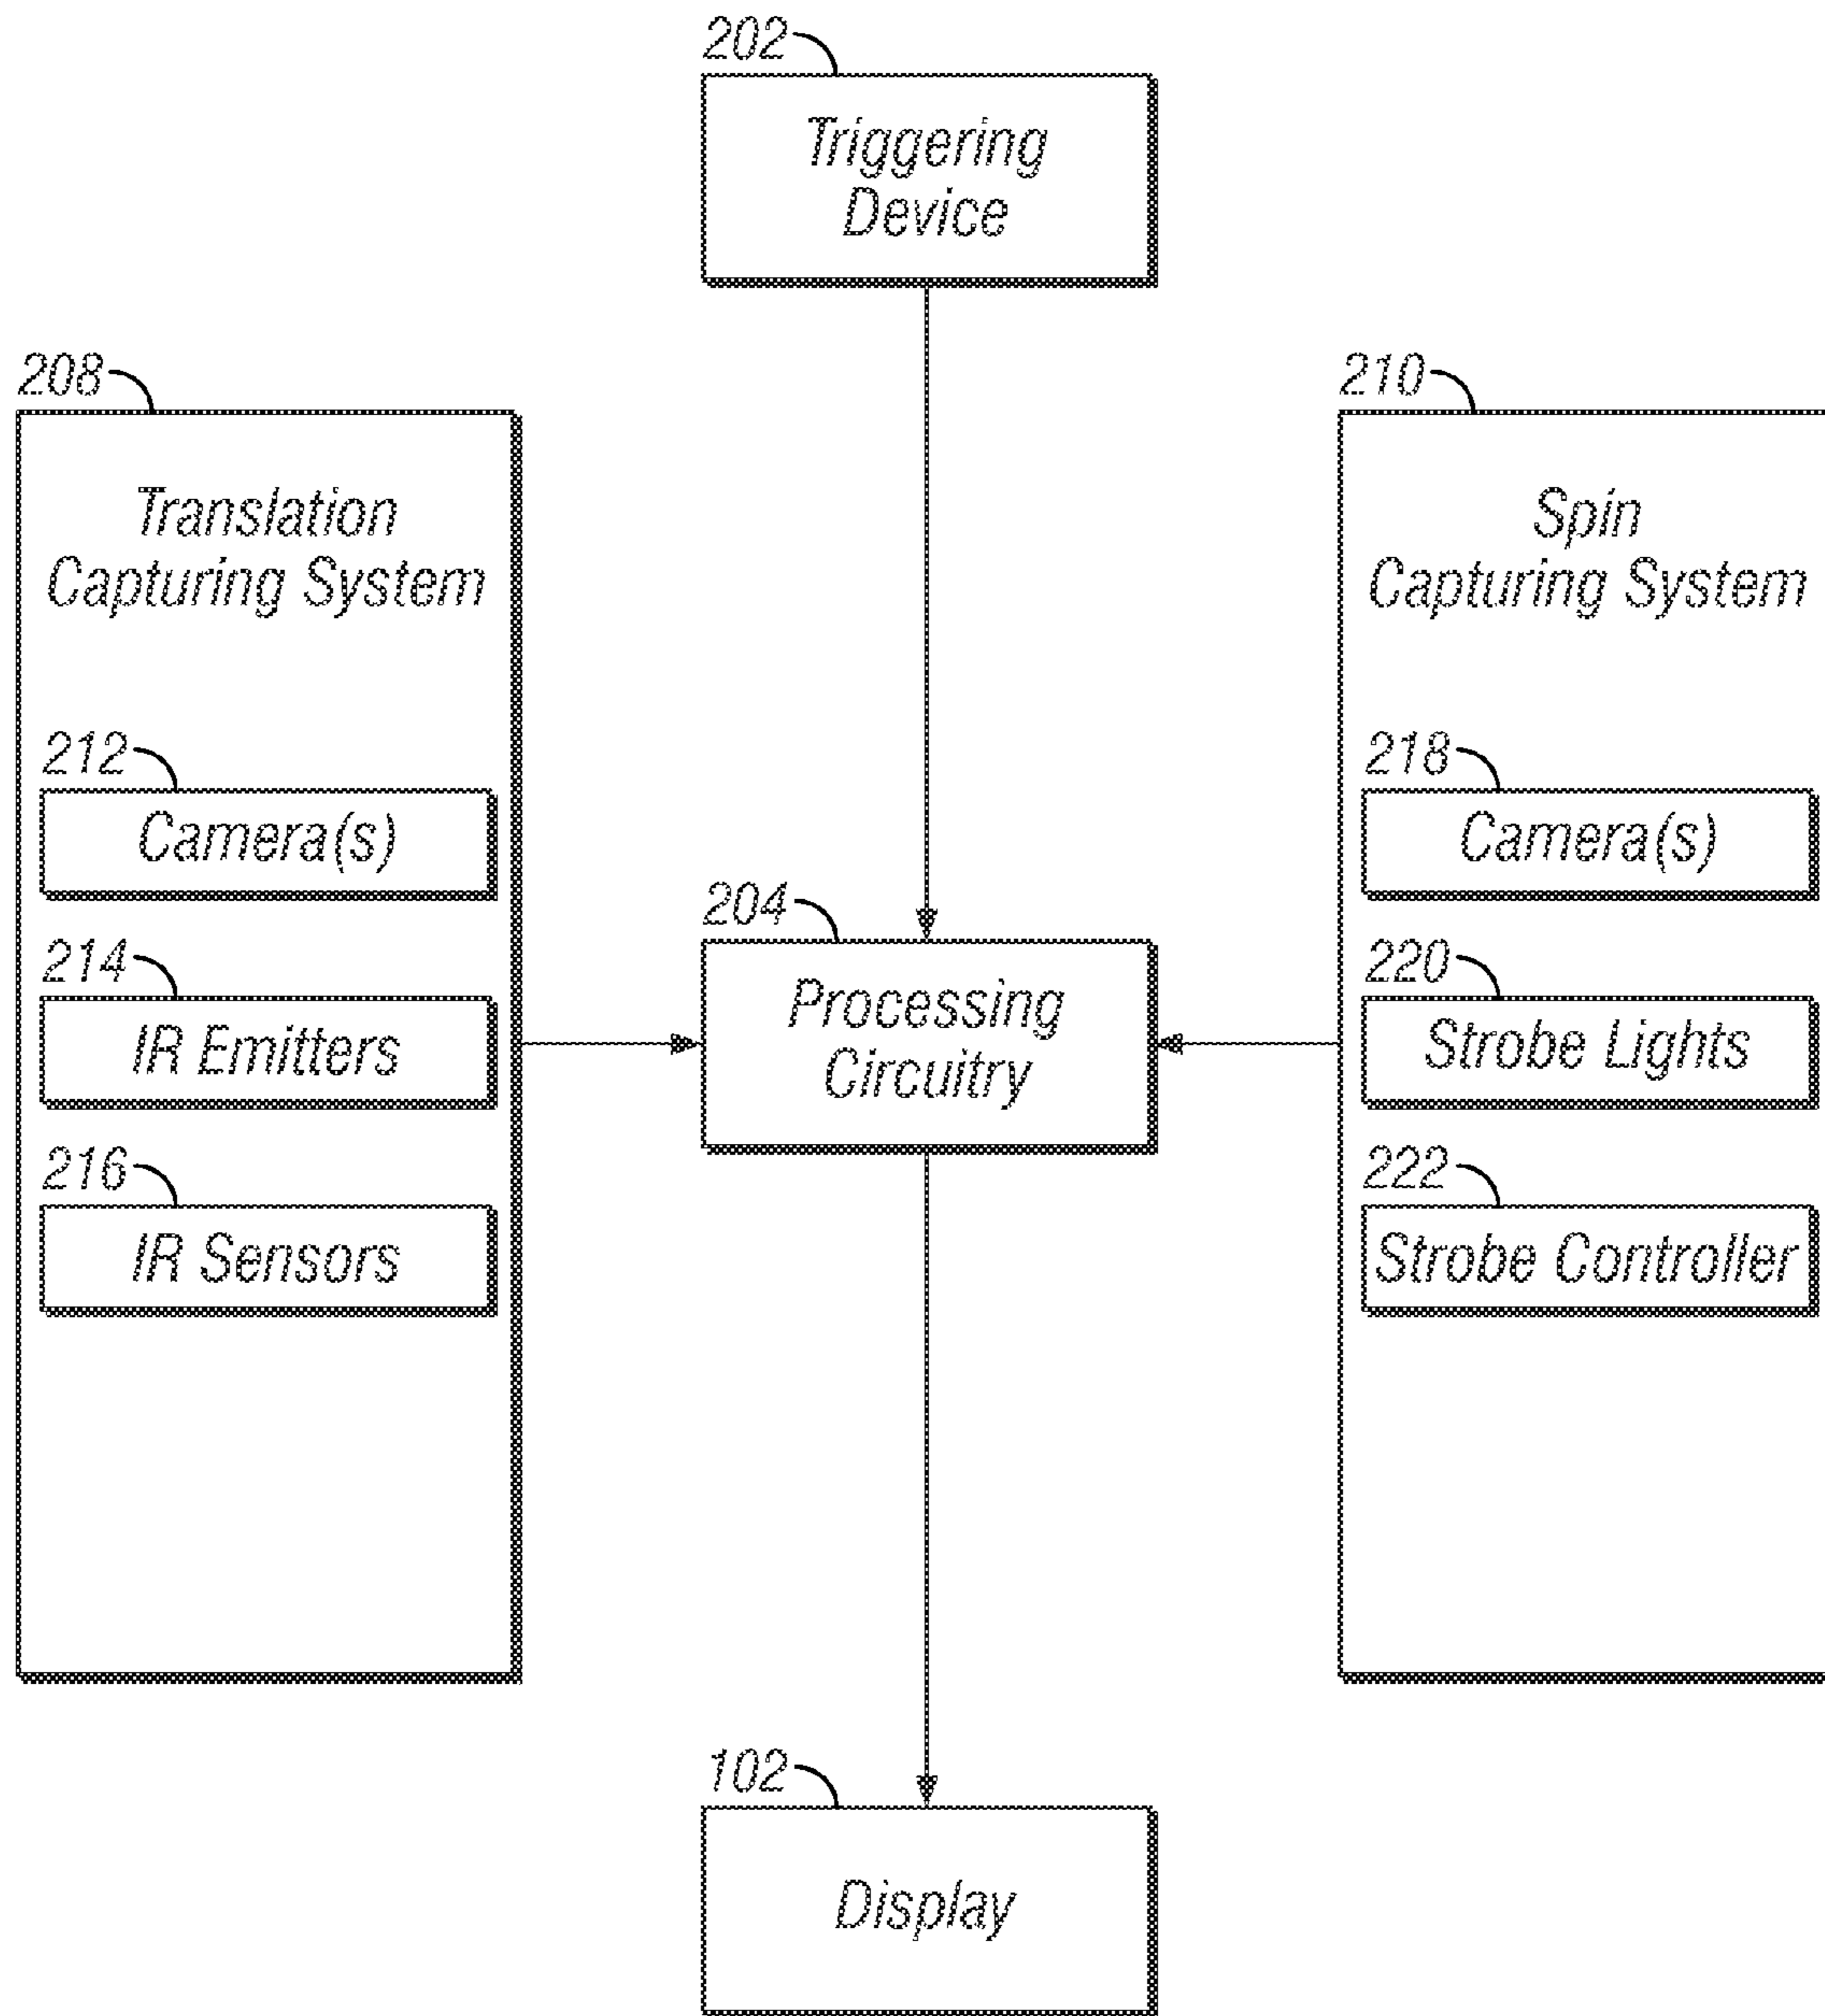 202
Triggering
Device
208
Translation
Capturing System
212
Camera(s)
214
IR Emitters
216
IR Sensors
204
Processing
Circuitry
210
Spin
Capturing System
218
Camera(s)
220
Strobe Lights
222
Strobe Controller
102
Display